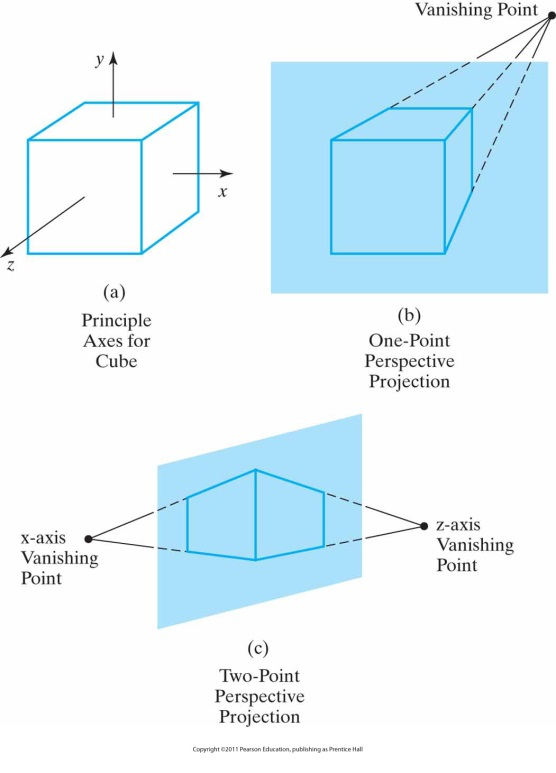 Vanishing Point
y
x
z
(a)
Principle
Axes for
Cube
(b)
One-Point
Perspective
Projection
x-axis
Vanishing
Point
z-axis
Vanishing
Point
(c)
Two-Point
Perspective
Projection
Copyright ©2011 Pearson Education, publishing as Prentice Hall